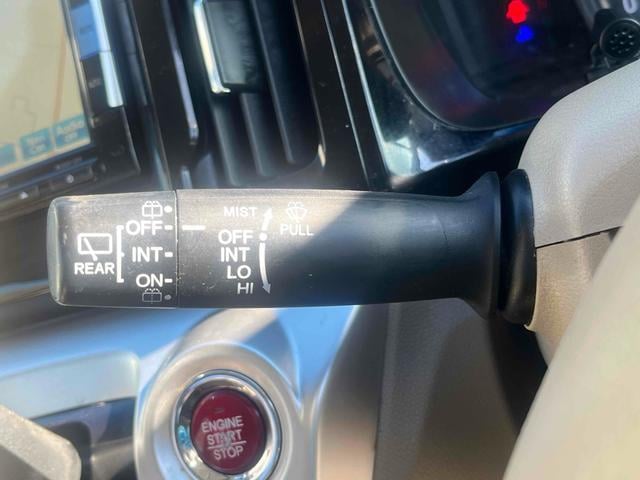 REAR
OFF
INT
ON
MIST
OFF
INT
LO
HI
PULL
ENGINE
START
STOP